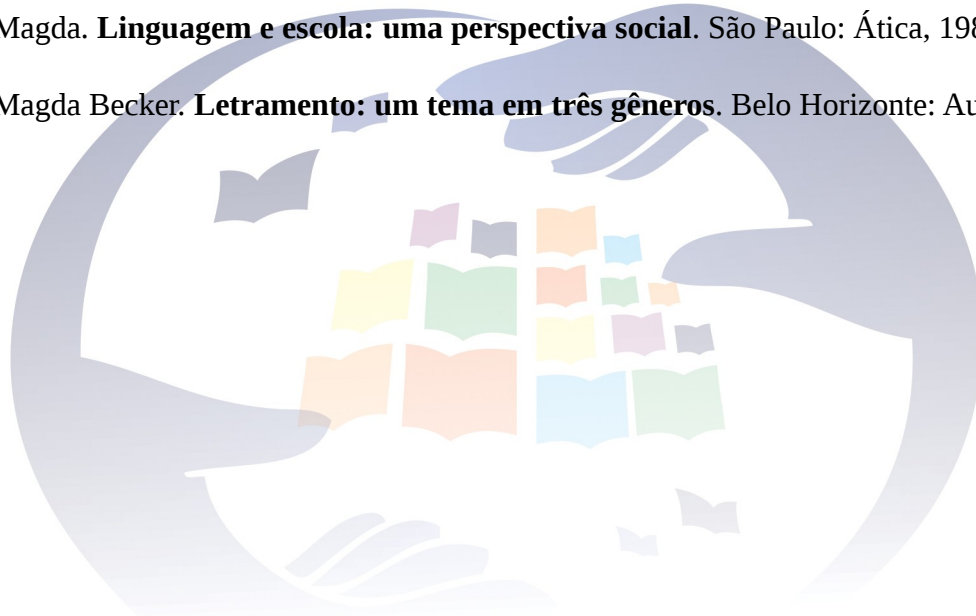 Magda. Linguagem e escola: uma perspectiva social. São Paulo: Ática, 198
Magda Becker. Letramento: um tema em três gêneros. Belo Horizonte: Au